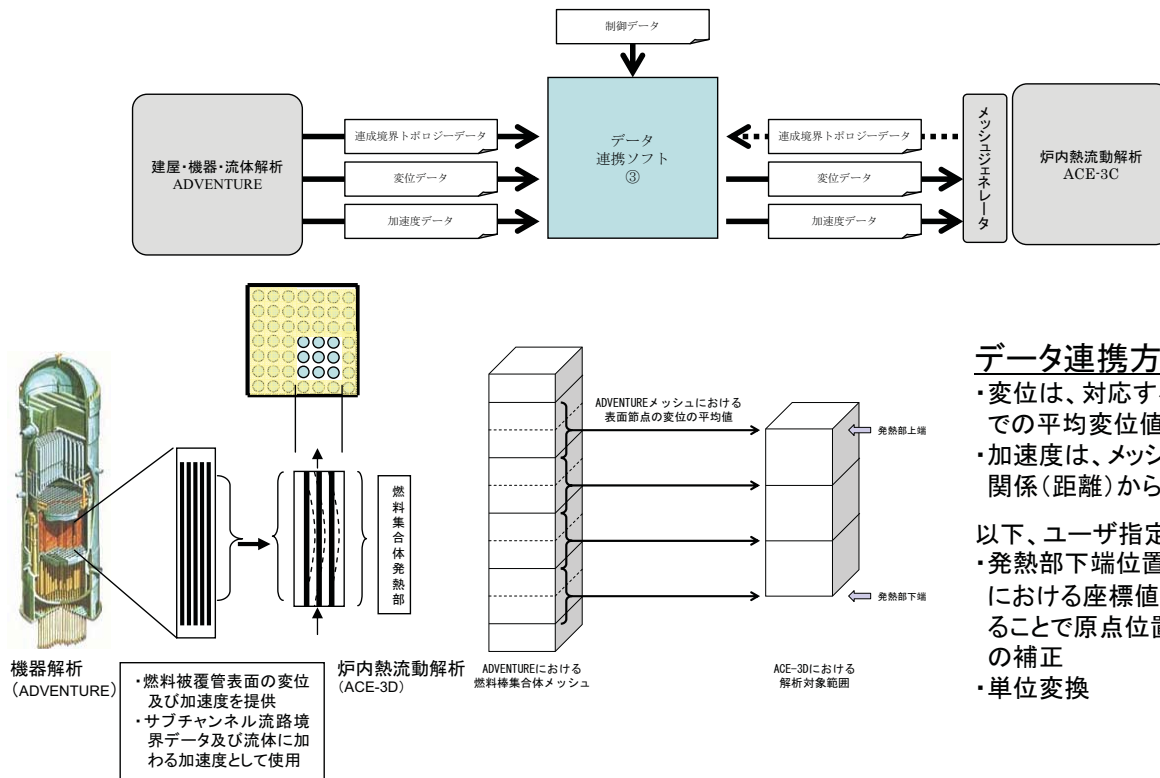 制御データ
連成境界トポロジーデータ
変位データ
加速度データ
建屋・機器・流体解析
ADVENTURE
データ
連携ソフト
③
連成境界トポロジーデータ
変位データ
加速度データ
メッシュジェネレータ
炉内熱流動解析
ACE-3C
燃料集合体発熱部
機器解析
(ADVENTURE)
・燃料被覆管表面の変位
及び加速度を提供
・サブチャンネル流路境
界データ及び流体に加
わる加速度として使用
炉内熱流動解析
(ACE-3D)
ADVENTUREメッシュにおける
表面節点の変位の平均値
発熱部上端
発熱部下端
ADVENTUREにおける
燃料棒集合体メッシュ
ACE-3Dにおける
解析対象範囲
データ連携方
・変位は、対応す
での平均変位値
・加速度は、メッシ
関係(距離)から
以下、ユーザ指定
・発熱部下端位置
における座標値
ることで原点位置
の補正
・単位変換